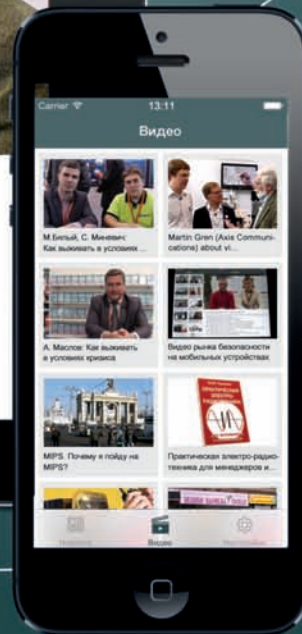 Carrier 13:11
Видео
М.Белый, С. Миневич:
Как выживать в условиях ...
Martin Gren (Axis Communi-
cations) about vi...
А. Маслов: Как выживать
в условиях кризиса
Видео рынка безопасности
на мобильных устройствах
MIPS. Почему я пойду на
MIPS?
Практическая электро-радио-
техника для менеджеров и...
Новости Видео Настройки